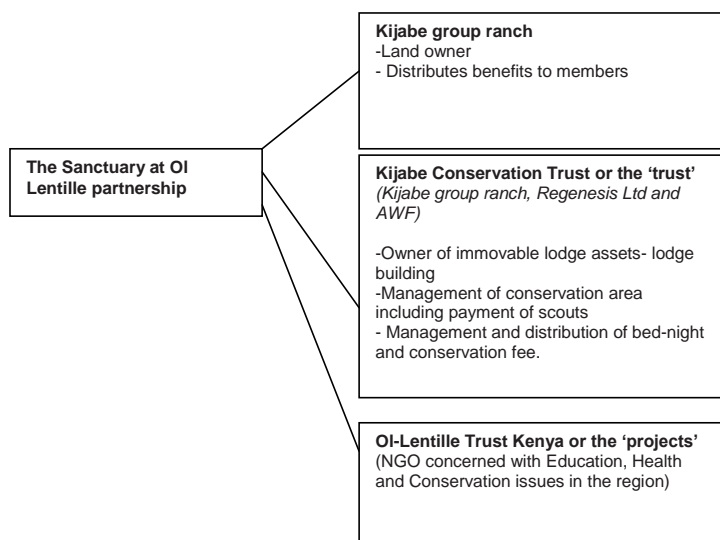 The Sanctuary at Ol
Lentille partnership
Kijabe group ranch
-Land owner
- Distributes benefits to members
Kijabe Conservation Trust or the ‘trust’
(Kijabe group ranch, Regenesis Ltd and
AWF)
-Owner of immovable lodge assets- lodge
building
-Management of conservation area
including payment of scouts
- Management and distribution of bed-night
and conservation fee.
Ol-Lentille Trust Kenya or the ‘projects’
(NGO concerned with Education, Health
and Conservation issues in the region)